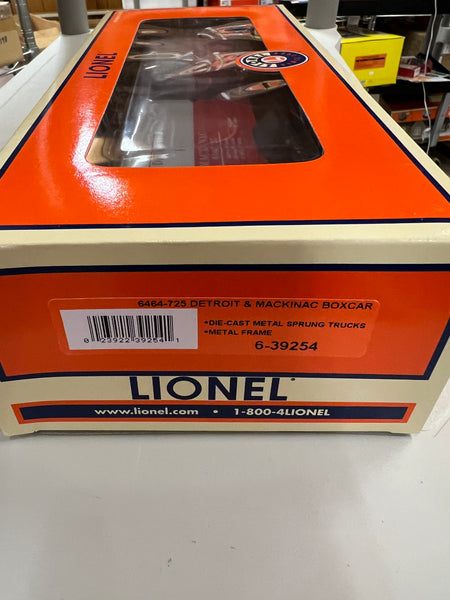 LIONEL
LIONEL
6464-725 DETROIT & MACKINAC BOXCAR
•DIE-CAST METAL SPRUNG TRUCKS
•METAL FRAME
6-39254
0 23922 39254 1
LIONEL
www.lionel.com • 1-800-4LIONEL